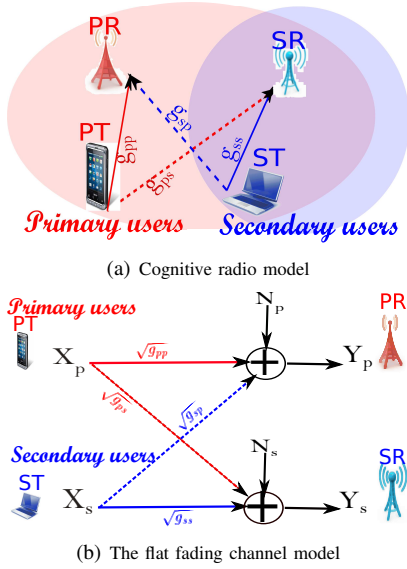 PR
SR
PT
g_pp
g_sp
g_ps
g_ss
ST
Primary users
Secondary users
(a) Cognitive radio model
Primary users
PT
X_p
√g_pp
N_p
Y_p
PR
√g_ps
√g_sp
Secondary users
ST
X_s
√g_ss
N_s
Y_s
SR
(b) The flat fading channel model